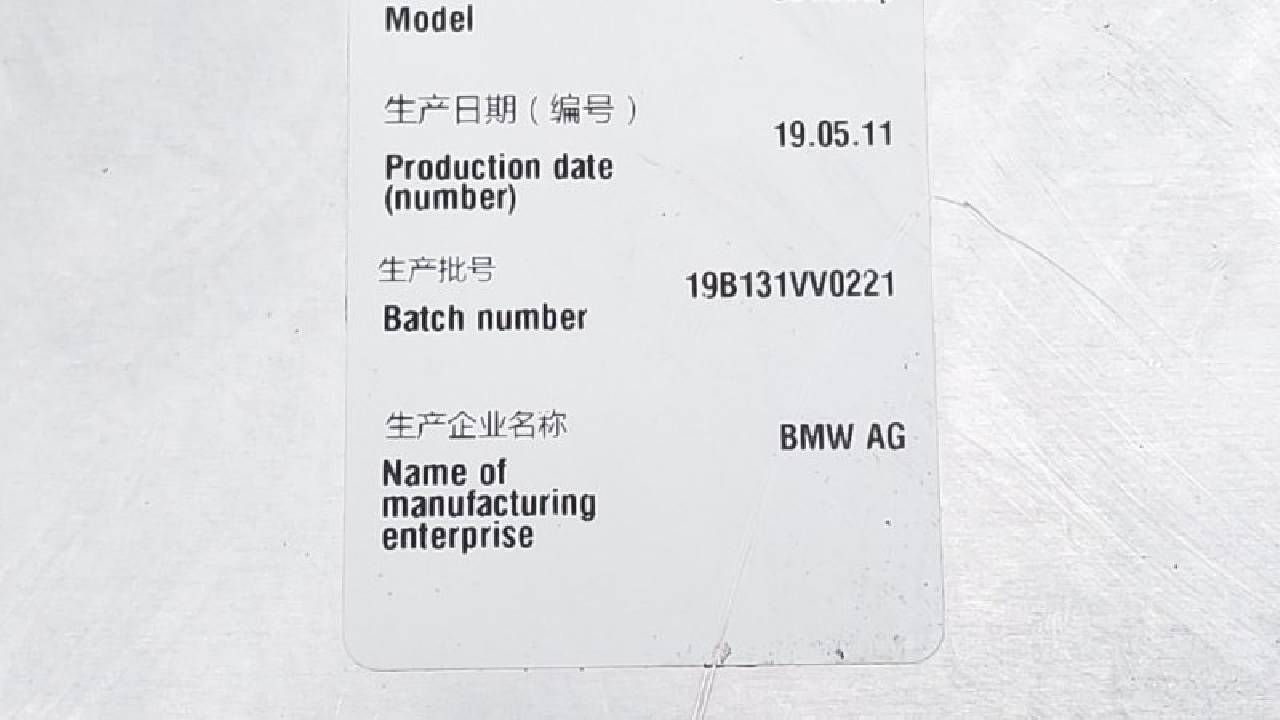 Model
生产日期（编号）
19.05.11
Production date
(number)
生产批号
19B131VV0221
Batch number
生产企业名称
BMW AG
Name of
manufacturing
enterprise